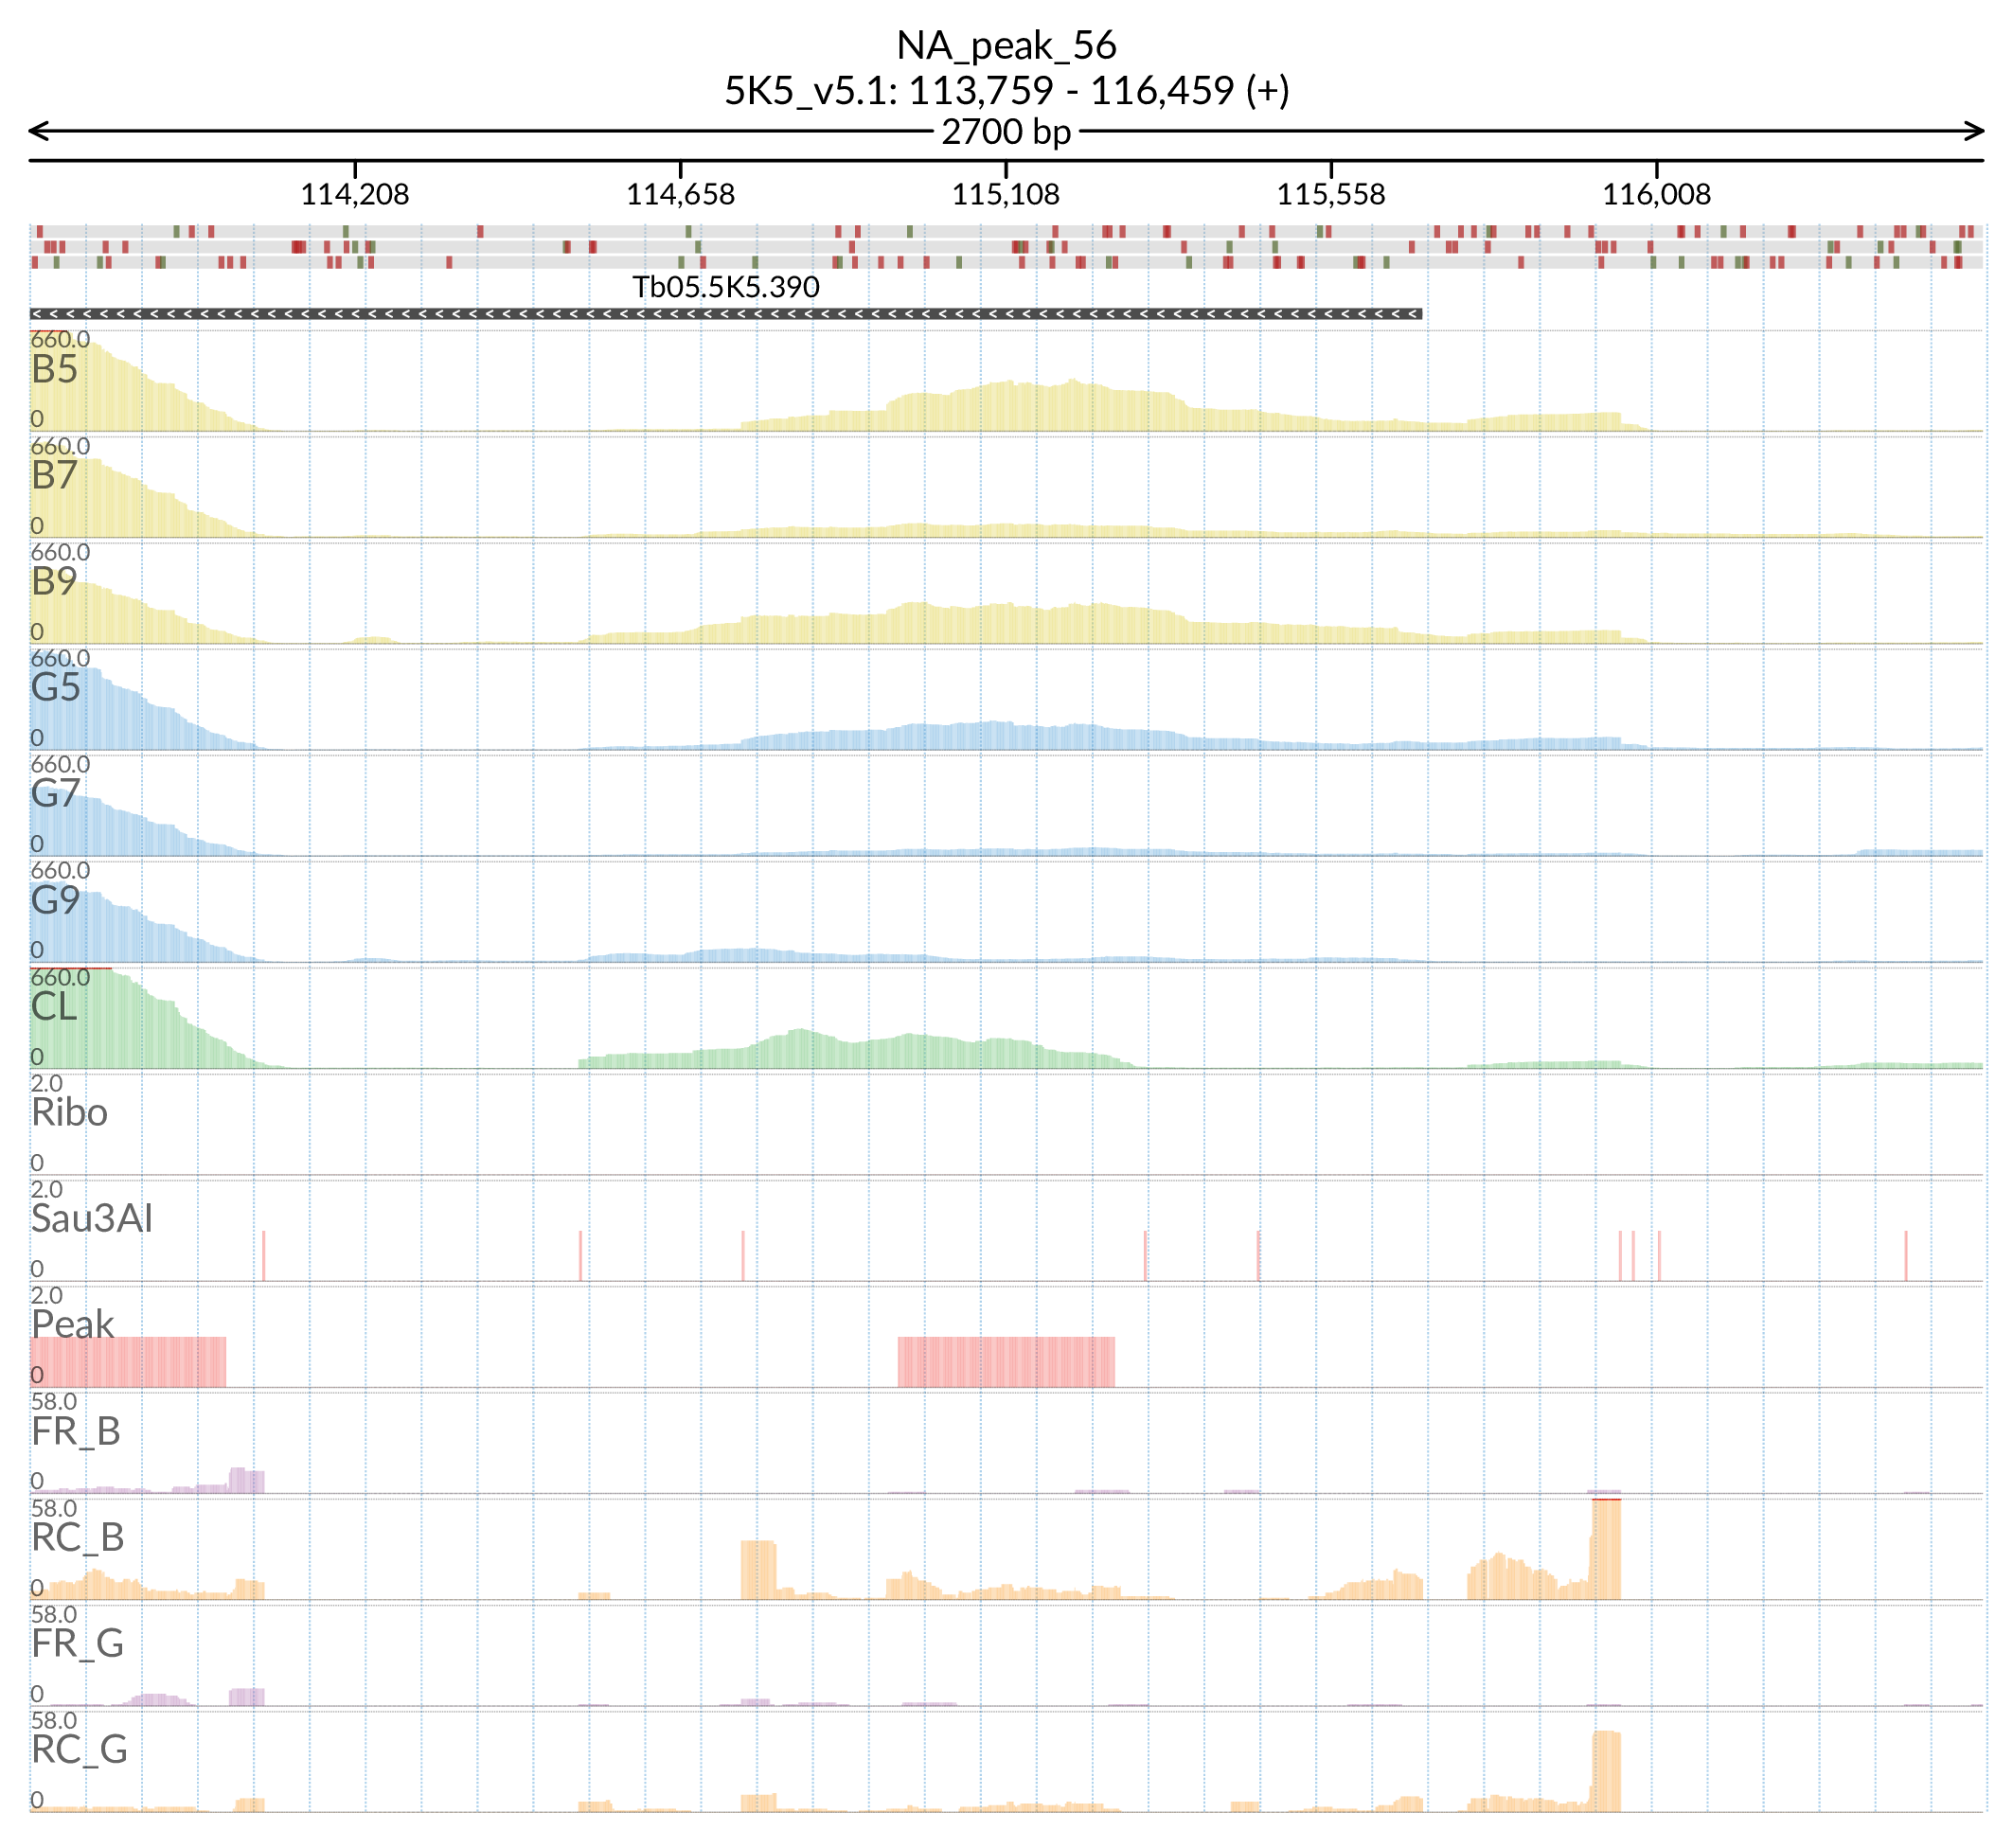 NA_peak_56
5K5_v5.1: 113,759 - 116,459 (+)
2700 bp
114,208 114,658 115,108 115,558 116,008
Tb05.5K5.390
660.0
B5
0
660.0
B7
0
660.0
B9
0
660.0
G5
0
660.0
G7
0
660.0
G9
0
660.0
CL
0
2.0
Ribo
0
2.0
Sau3AI
0
2.0
Peak
0
58.0
FR_B
0
58.0
RC_B
0
58.0
FR_G
0
58.0
RC_G
0